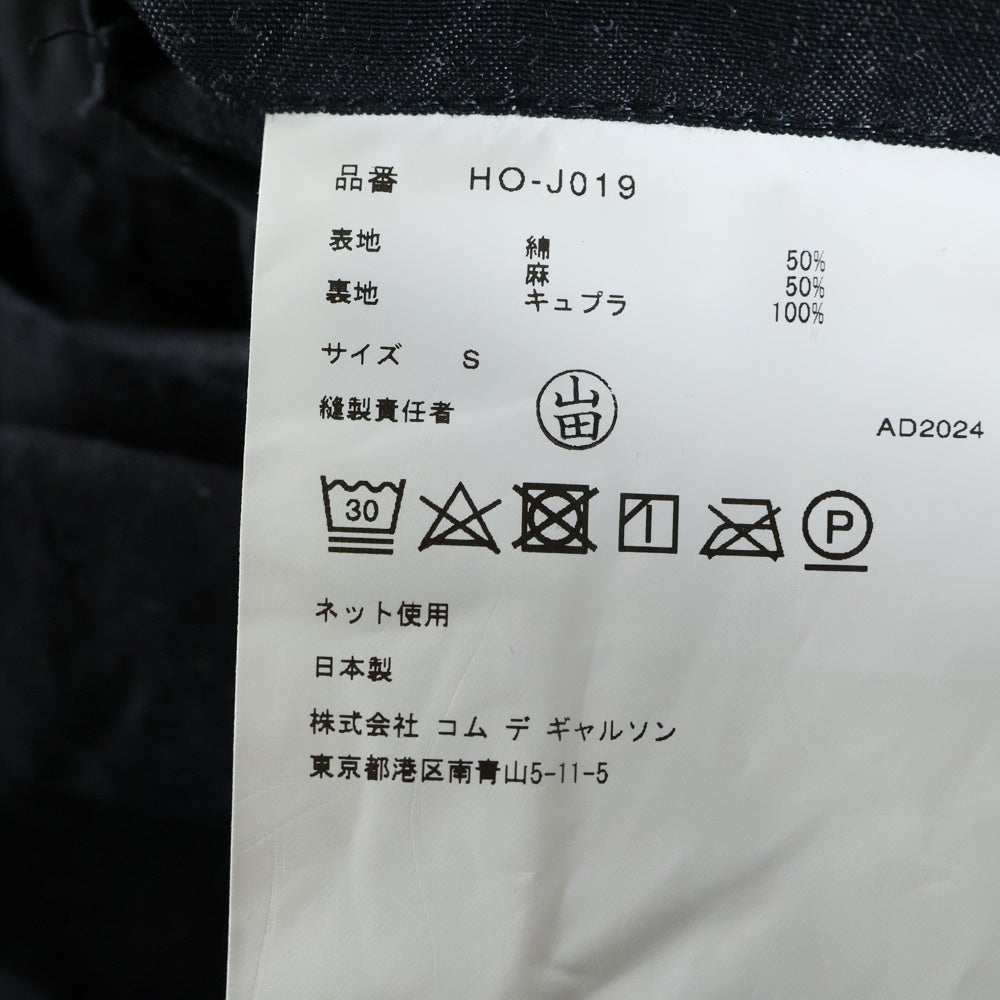 品番 HO-J019
表地 綿 50%
麻 50%
裏地 キュプラ 100%
サイズ S
縫製責任者 山田 AD2024
30 P
ネット使用
日本製
株式会社 コム デ ギャルソン
東京都港区南青山5-11-5